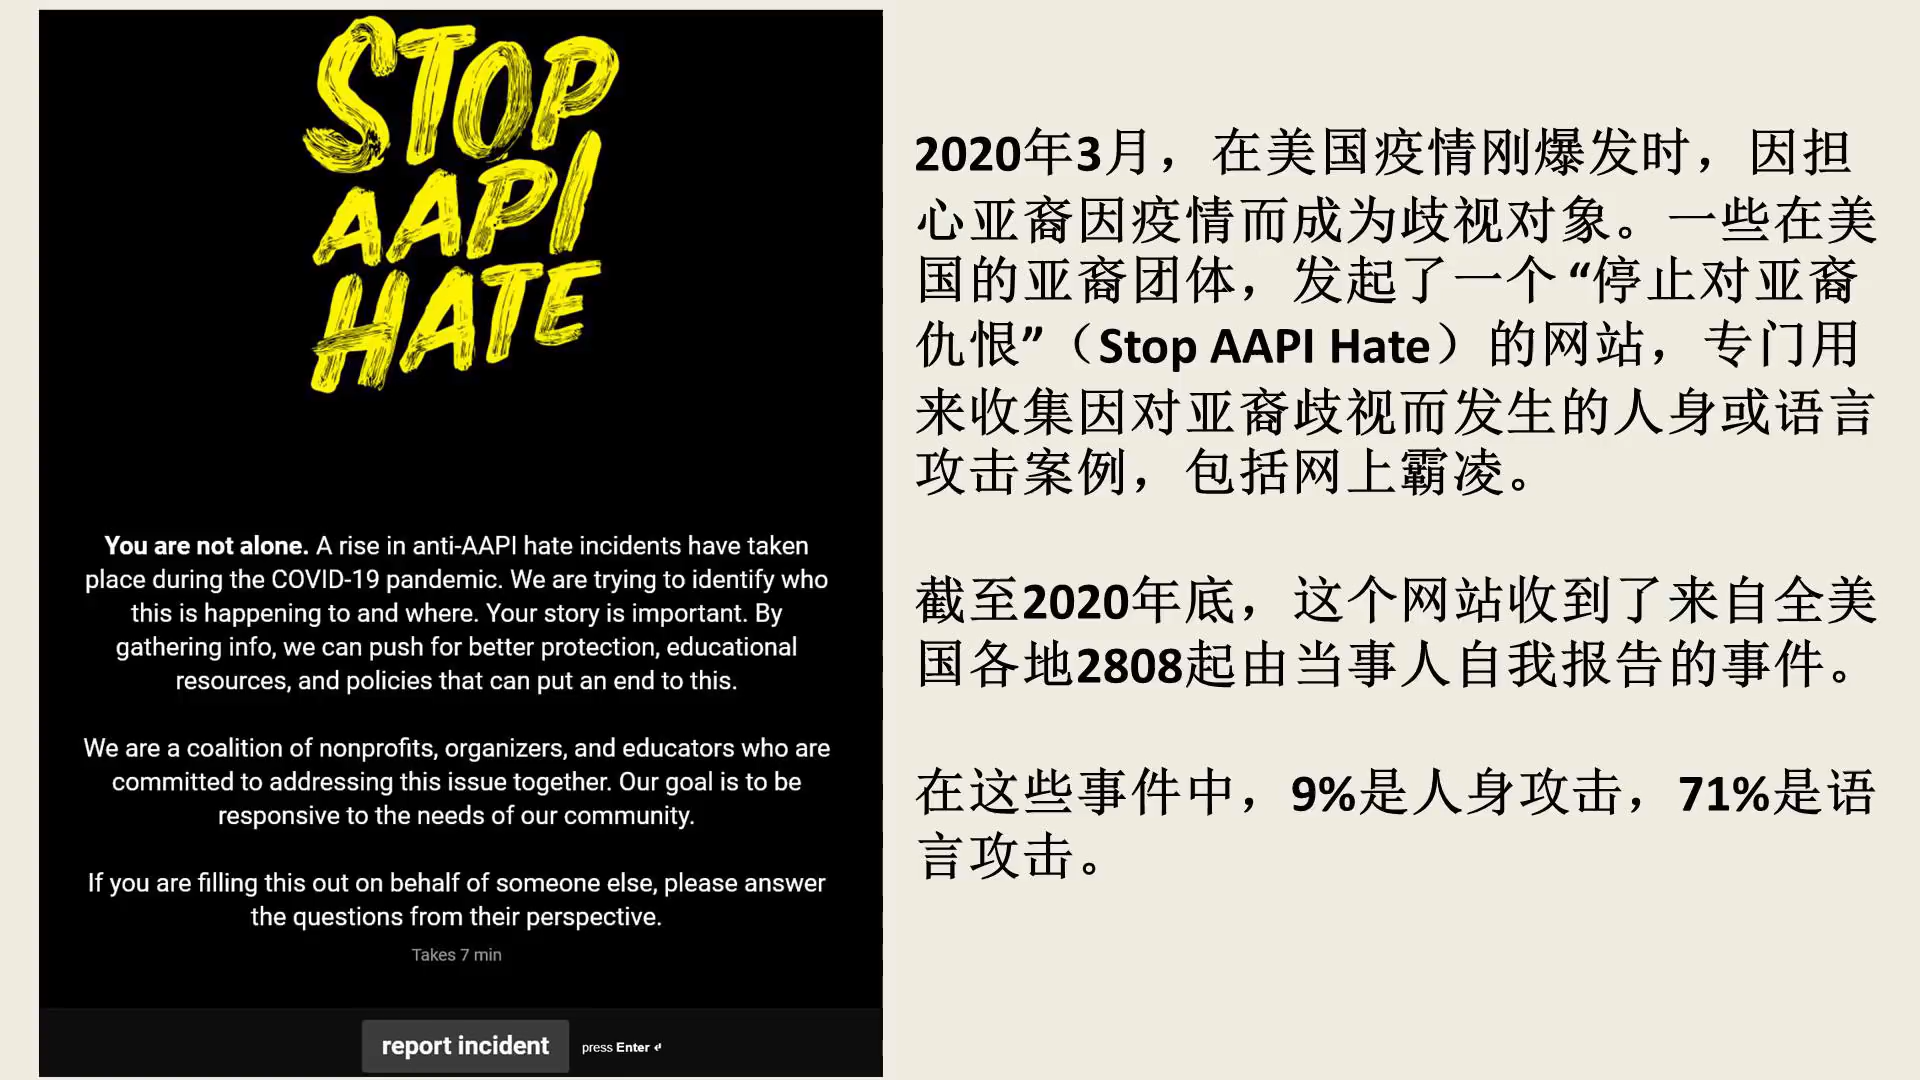 STOP
AAPI
HATE
You are not alone. A rise in anti-AAPI hate incidents have taken
place during the COVID-19 pandemic. We are trying to identify who
this is happening to and where. Your story is important. By
gathering info, we can push for better protection, educational
resources, and policies that can put an end to this.
We are a coalition of nonprofits, organizers, and educators who are
committed to addressing this issue together. Our goal is to be
responsive to the needs of our community.
If you are filling this out on behalf of someone else, please answer
the questions from their perspective.
Takes 7 min
report incident press Enter ↵
2020年3月，在美国疫情刚爆发时，因担
心亚裔因疫情而成为歧视对象。一些在美
国的亚裔团体，发起了一个“停止对亚裔
仇恨”（Stop AAPI Hate）的网站，专门用
来收集因对亚裔歧视而发生的人身或语言
攻击案例，包括网上霸凌。
截至2020年底，这个网站收到了来自全美
国各地2808起由当事人自我报告的事件。
在这些事件中，9%是人身攻击，71%是语
言攻击。